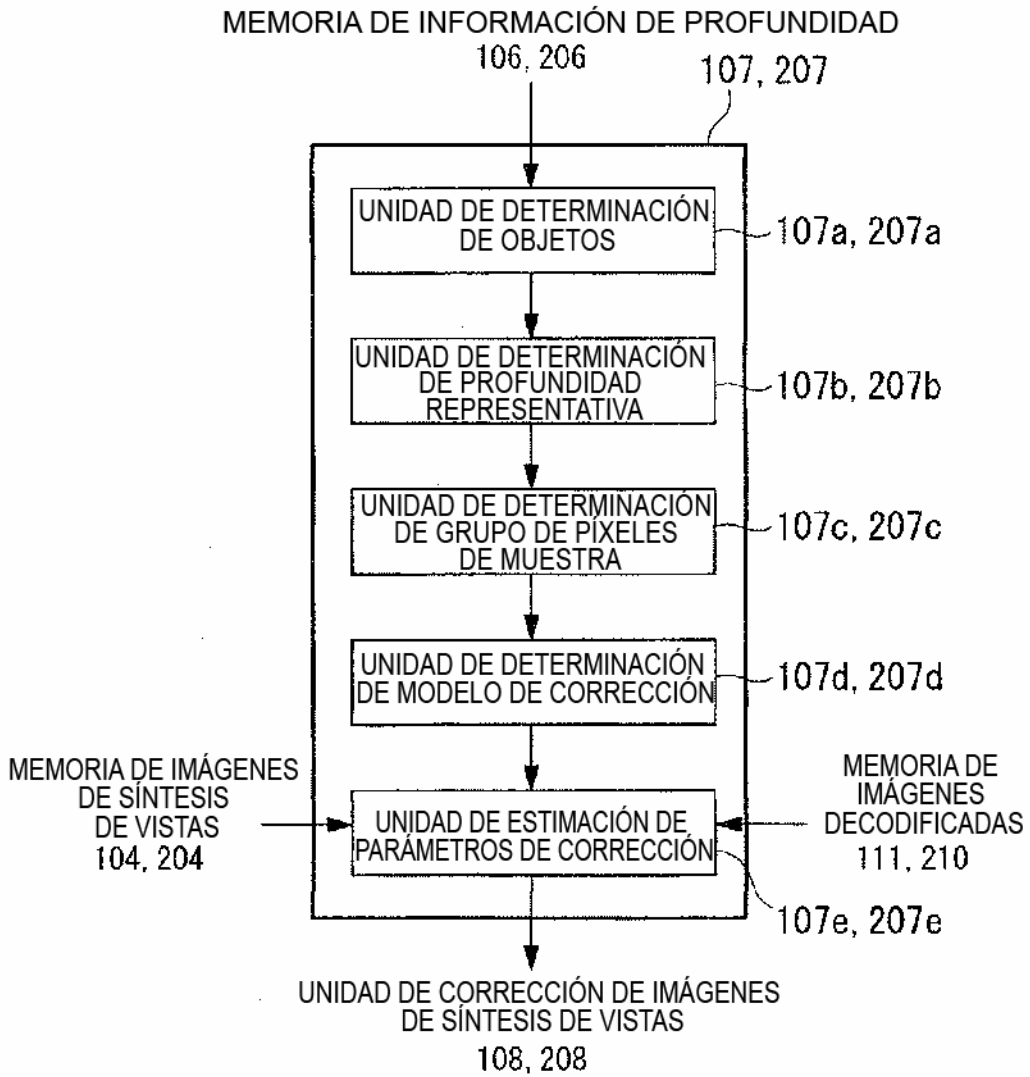 MEMORIA DE INFORMACIÓN DE PROFUNDIDAD
106, 206
107, 207
UNIDAD DE DETERMINACIÓN
DE OBJETOS
107a, 207a
UNIDAD DE DETERMINACIÓN
DE PROFUNDIDAD
REPRESENTATIVA
107b, 207b
UNIDAD DE DETERMINACIÓN
DE GRUPO DE PÍXELES
DE MUESTRA
107c, 207c
UNIDAD DE DETERMINACIÓN
DE MODELO DE CORRECCIÓN
107d, 207d
MEMORIA DE IMÁGENES
DE SÍNTESIS
DE VISTAS
104, 204
UNIDAD DE ESTIMACIÓN DE
PARÁMETROS DE CORRECCIÓN
MEMORIA DE
IMÁGENES
DECODIFICADAS
111, 210
107e, 207e
UNIDAD DE CORRECCIÓN DE IMÁGENES
DE SÍNTESIS DE VISTAS
108, 208